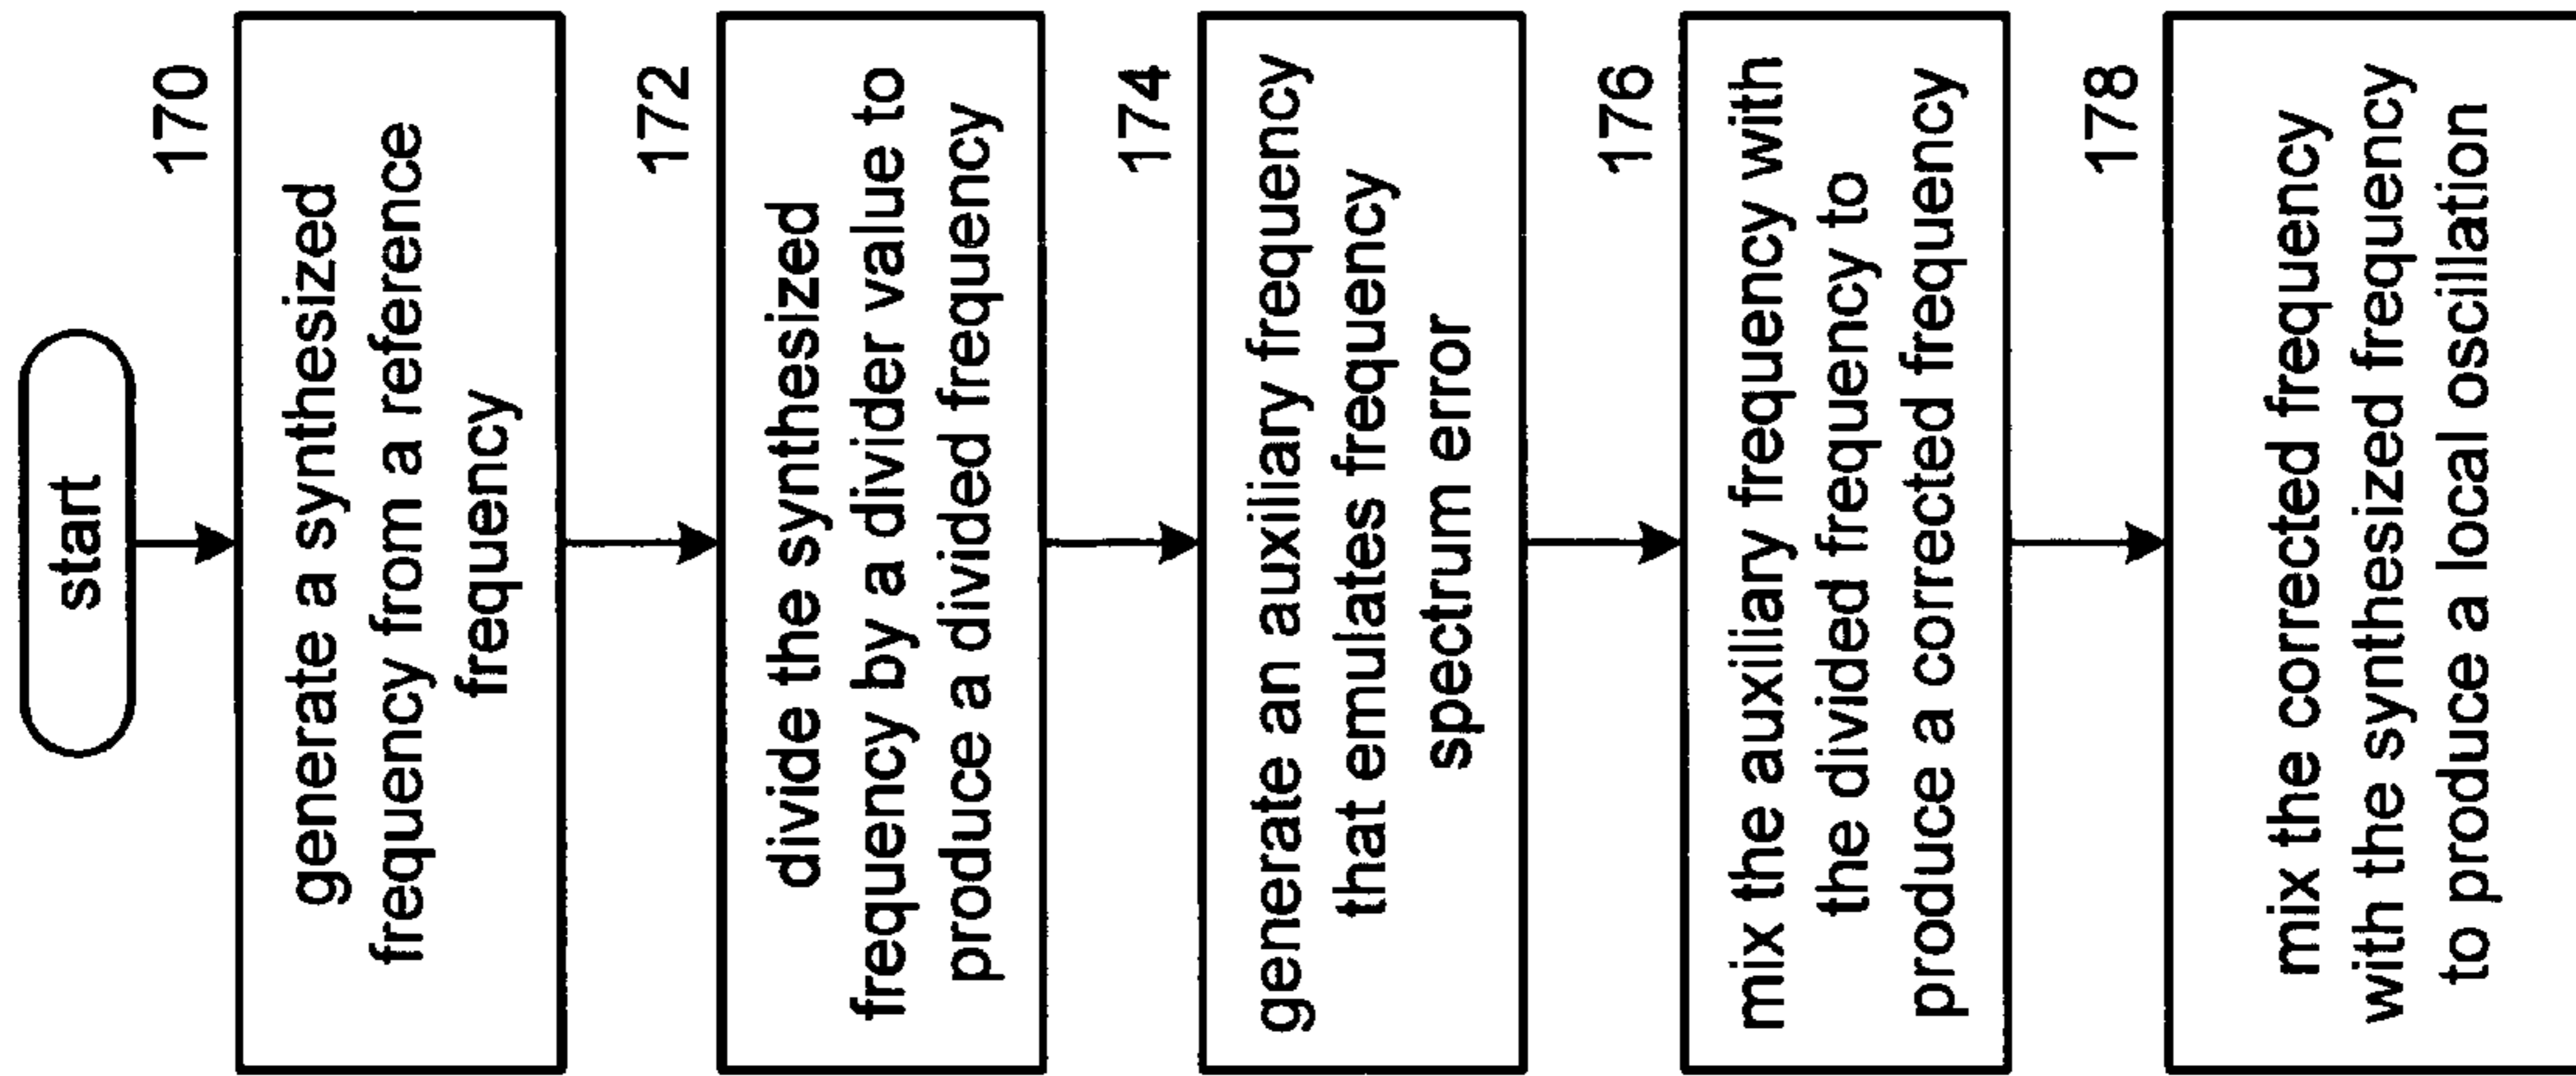 start
170
generate a synthesized
frequency from a reference
frequency
172
divide the synthesized
frequency by a divider value to
produce a divided frequency
174
generate an auxiliary frequency
that emulates frequency
spectrum error
176
mix the auxiliary frequency with
the divided frequency to
produce a corrected frequency
178
mix the corrected frequency
with the synthesized frequency
to produce a local oscillation